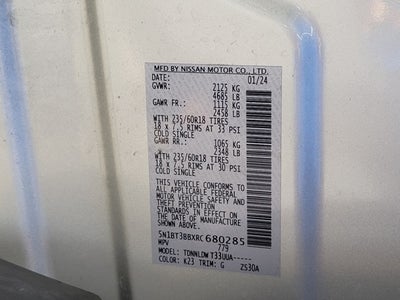 MFD BY NISSAN MOTOR CO., LTD.
DATE: 01/24
GVWR: 2125 KG
4685 LB
GAWR FR.: 1115 KG
2458 LB
WITH 235/60R18 TIRES
18 x 7.5 RIMS AT 33 PSI
COLD SINGLE
GAWR RR.: 1065 KG
2348 LB
WITH 235/60R18 TIRES
18 x 7.5 RIMS AT 30 PSI
COLD SINGLE
THIS VEHICLE CONFORMS TO
ALL APPLICABLE FEDERAL
MOTOR VEHICLE SAFETY AND
THEFT PREVENTION
STANDARDS IN EFFECT ON
THE DATE OF MANUFACTURE
SHOWN ABOVE.
5N1BT3BBXRC680285
MPV 779
MODEL: TDNNLDWT33UUA-----
COLOR: K23 TRIM: G ZS30A